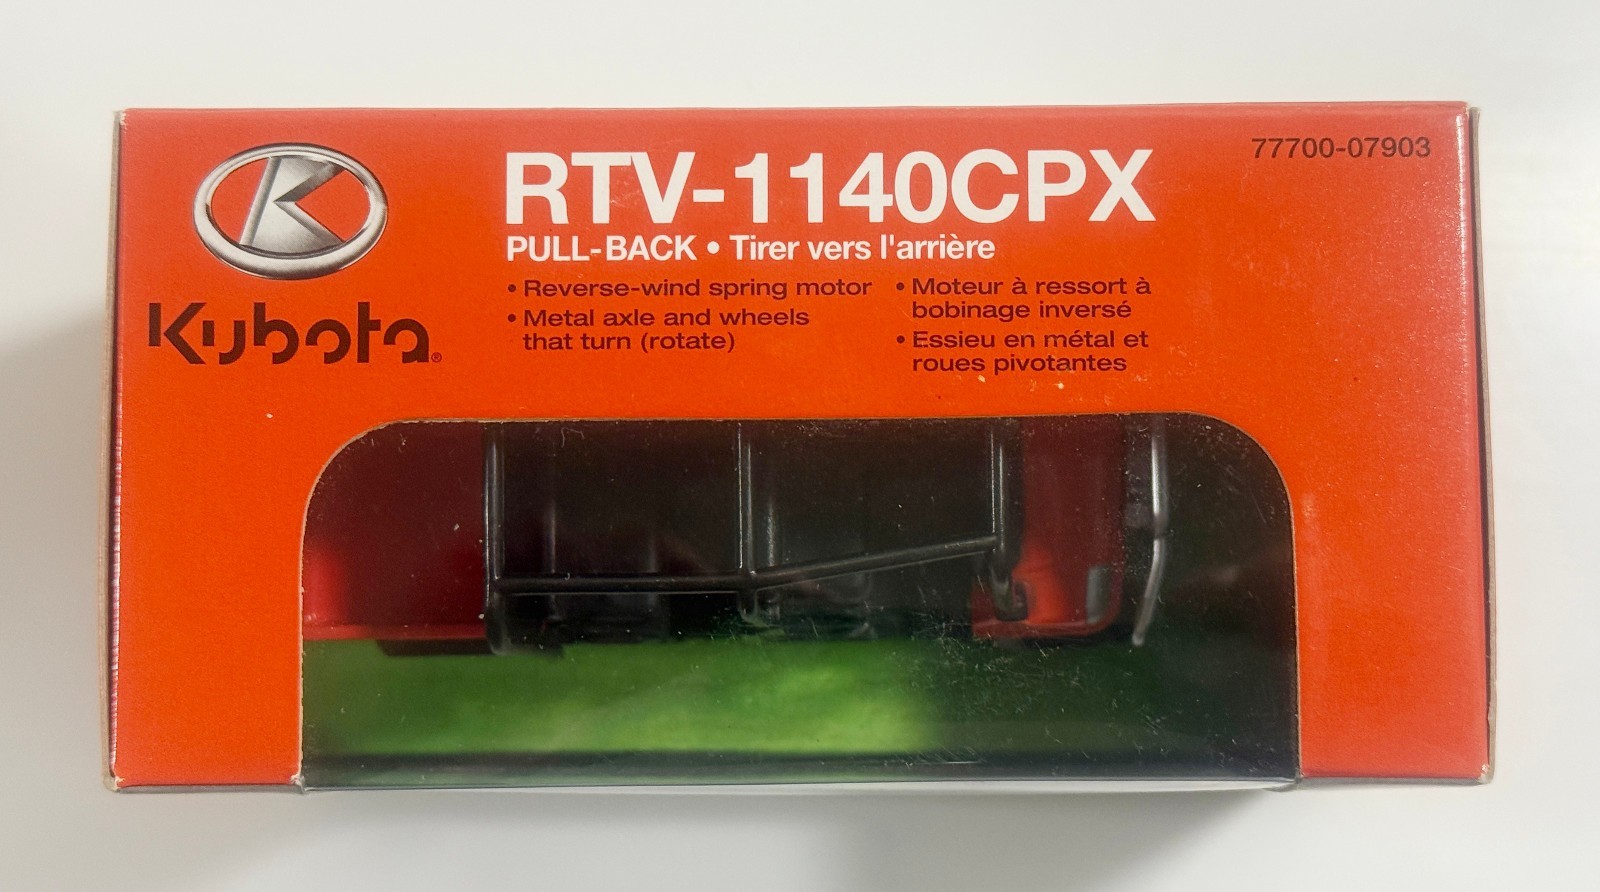 77700-07903
RTV-1140CPX
PULL-BACK • Tirer vers l'arrière
• Reverse-wind spring motor
• Metal axle and wheels
that turn (rotate)
• Moteur à ressort à
bobinage inversé
• Essieu en métal et
roues pivotantes
K
Kubota®